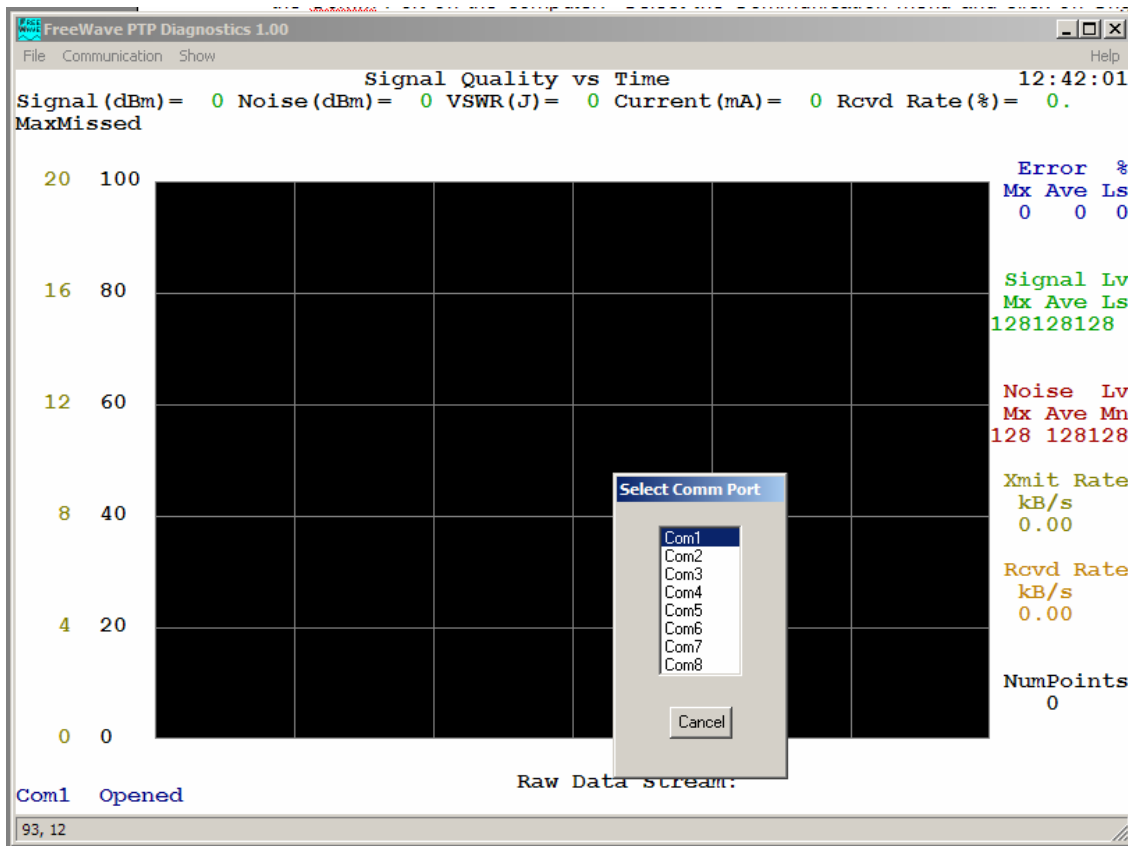 FreeWave PTP Diagnostics 1.00
File Communication Show Help
Signal Quality vs Time 12:42:01
Signal(dBm)= 0 Noise(dBm)= 0 VSWR(J)= 0 Current(mA)= 0 Rcvd Rate(%)= 0.
MaxMissed
Error %
20 100
Mx Ave Ls
0 0 0
Signal Lv
16 80
Mx Ave Ls
128128128
Noise Lv
12 60
Mx Ave Mn
128 128128
Select Comm Port
Xmit Rate
kB/s
8 40
0.00
Com1
Com2
Com3
Com4
Com5
Com6
Com7
Com8
Rcvd Rate
kB/s
0.00
4 20
NumPoints
0
Cancel
0 0
Raw Data Stream:
Com1 Opened
93, 12